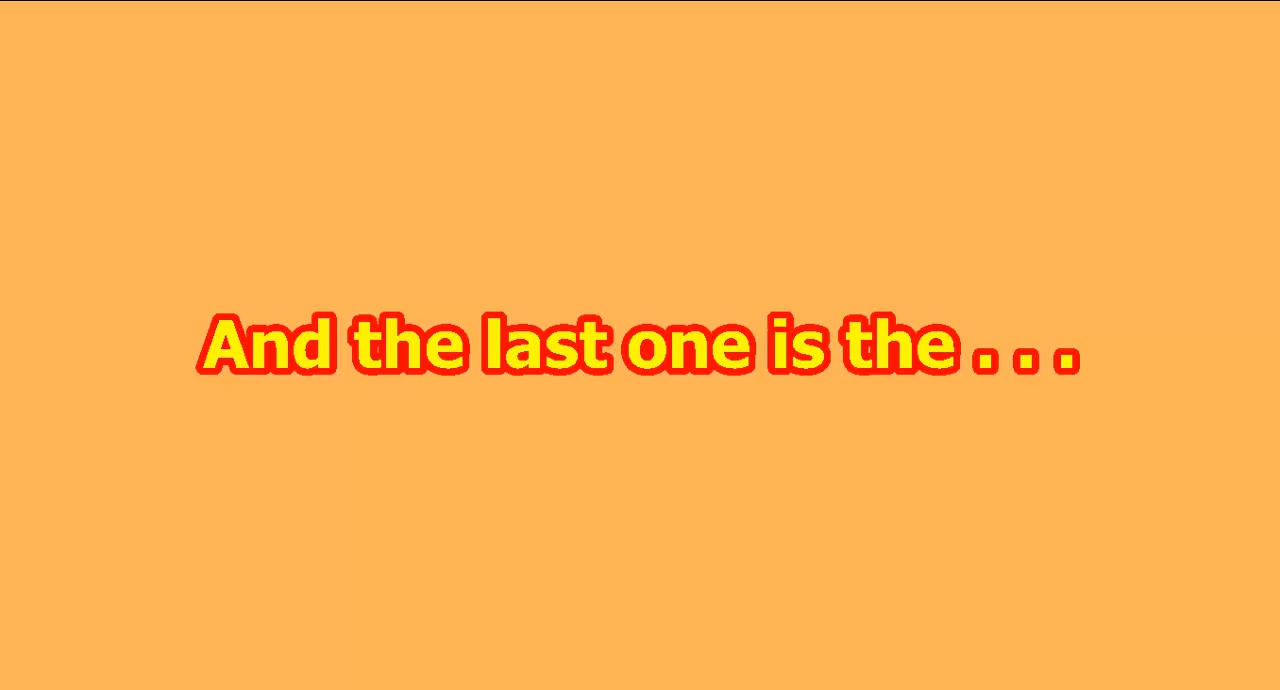 And the last one is the . . .